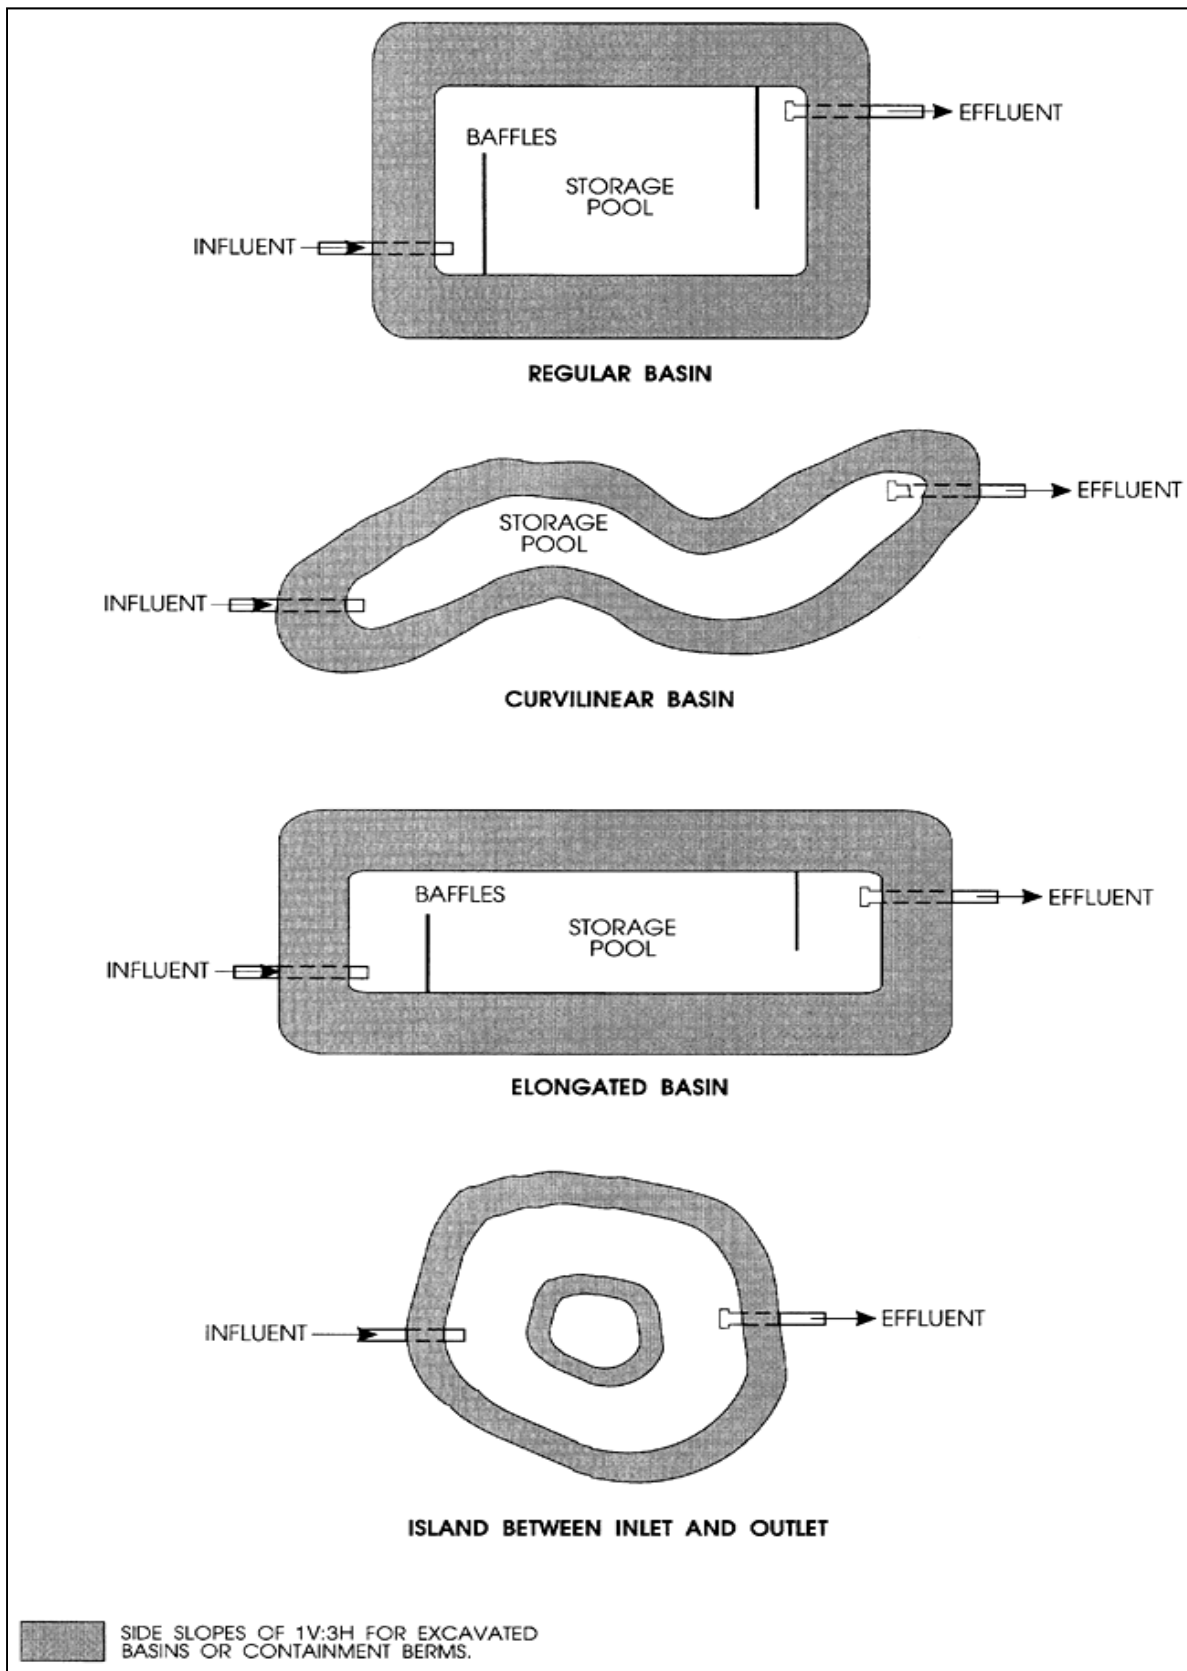 EFFLUENT
BAFFLES
STORAGE
POOL
INFLUENT
REGULAR BASIN
EFFLUENT
STORAGE
POOL
INFLUENT
CURVILINEAR BASIN
BAFFLES
EFFLUENT
STORAGE
POOL
INFLUENT
ELONGATED BASIN
EFFLUENT
INFLUENT
ISLAND BETWEEN INLET AND OUTLET
SIDE SLOPES OF 1V:3H FOR EXCAVATED
BASINS OR CONTAINMENT BERMS.